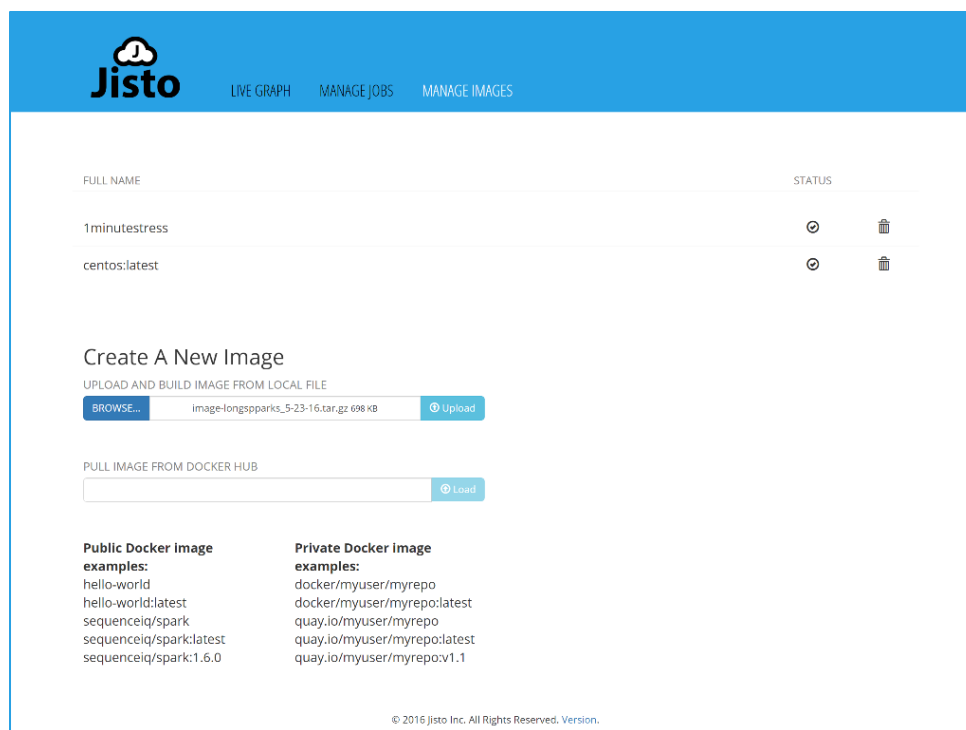 J
Jisto
LIVE GRAPH MANAGE JOBS MANAGE IMAGES
FULL NAME STATUS
1minutestress
centos:latest
Create A New Image
UPLOAD AND BUILD IMAGE FROM LOCAL FILE
BROWSE... image-longspparks_5-23-16.tar.gz 698 KB Upload
PULL IMAGE FROM DOCKER HUB
Load
Public Docker image
examples:
hello-world
hello-world:latest
sequenceiq/spark
sequenceiq/spark:latest
sequenceiq/spark:1.6.0
Private Docker image
examples:
docker/myuser/myrepo
docker/myuser/myrepo:latest
quay.io/myuser/myrepo
quay.io/myuser/myrepo:latest
quay.io/myuser/myrepo:v1.1
© 2016 Jisto Inc. All Rights Reserved. Version.